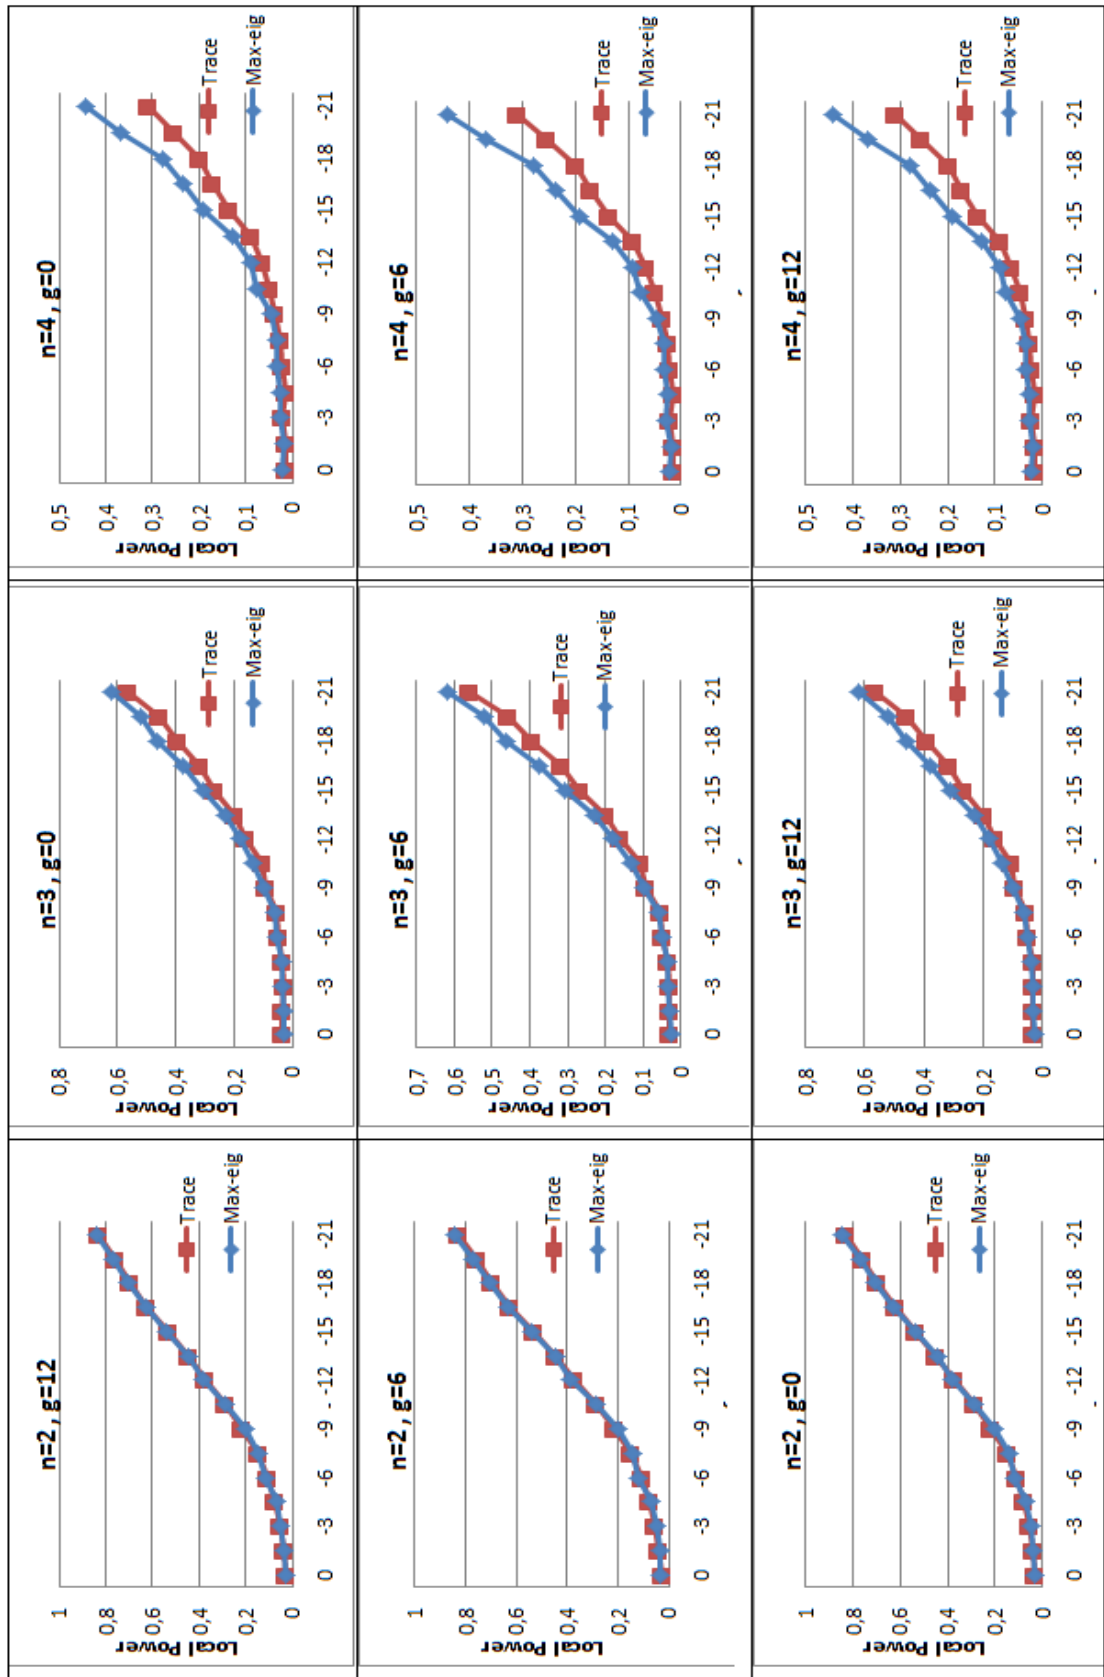 n=2 , g=12
Local Power
1
0,8
0,6
0,4
0,2
0
Trace
Max-eig
0 -3 -6 -9 -12 -15 -18 -21
n=3 , g=0
Local Power
0,8
0,6
0,4
0,2
0
Trace
Max-eig
0 -3 -6 -9 -12 -15 -18 -21
n=4 , g=0
Local Power
0,5
0,4
0,3
0,2
0,1
0
Trace
Max-eig
0 -3 -6 -9 -12 -15 -18 -21
n=2 , g=6
Local Power
1
0,8
0,6
0,4
0,2
0
Trace
Max-eig
0 -3 -6 -9 -12 -15 -18 -21
n=3 , g=6
Local Power
0,7
0,6
0,5
0,4
0,3
0,2
0,1
0
Trace
Max-eig
0 -3 -6 -9 -12 -15 -18 -21
n=4 , g=6
Local Power
0,5
0,4
0,3
0,2
0,1
0
Trace
Max-eig
0 -3 -6 -9 -12 -15 -18 -21
n=2 , g=0
Local Power
1
0,8
0,6
0,4
0,2
0
Trace
Max-eig
0 -3 -6 -9 -12 -15 -18 -21
n=3 , g=12
Local Power
0,8
0,6
0,4
0,2
0
Trace
Max-eig
0 -3 -6 -9 -12 -15 -18 -21
n=4 , g=12
Local Power
0,5
0,4
0,3
0,2
0,1
0
Trace
Max-eig
0 -3 -6 -9 -12 -15 -18 -21